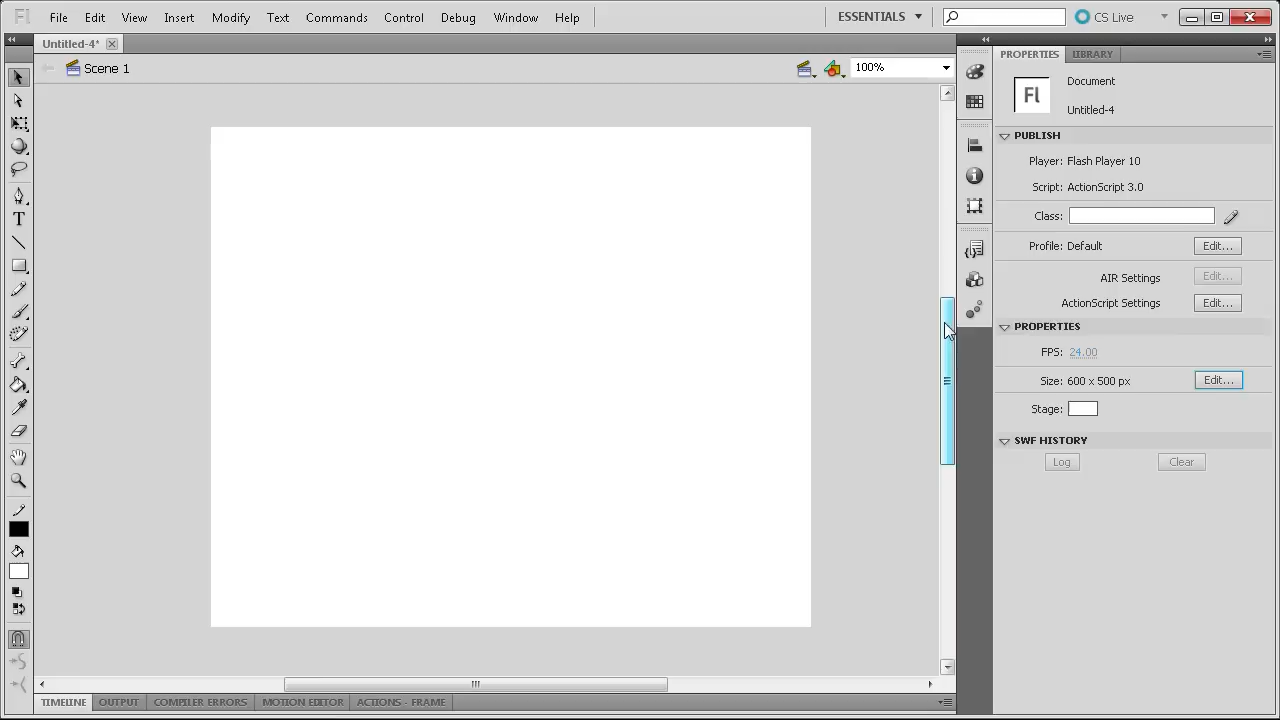 Fl File Edit View Insert Modify Text Commands Control Debug Window Help ESSENTIALS CS Live
Untitled-4*
Scene 1 100%
PROPERTIES LIBRARY
Fl Document
Untitled-4
PUBLISH
Player: Flash Player 10
Script: ActionScript 3.0
Class:
Profile: Default Edit...
AIR Settings Edit...
ActionScript Settings Edit...
PROPERTIES
FPS: 24.00
Size: 600 x 500 px Edit...
Stage:
SWF HISTORY
Log Clear
T
TIMELINE OUTPUT COMPILER ERRORS MOTION EDITOR ACTIONS - FRAME